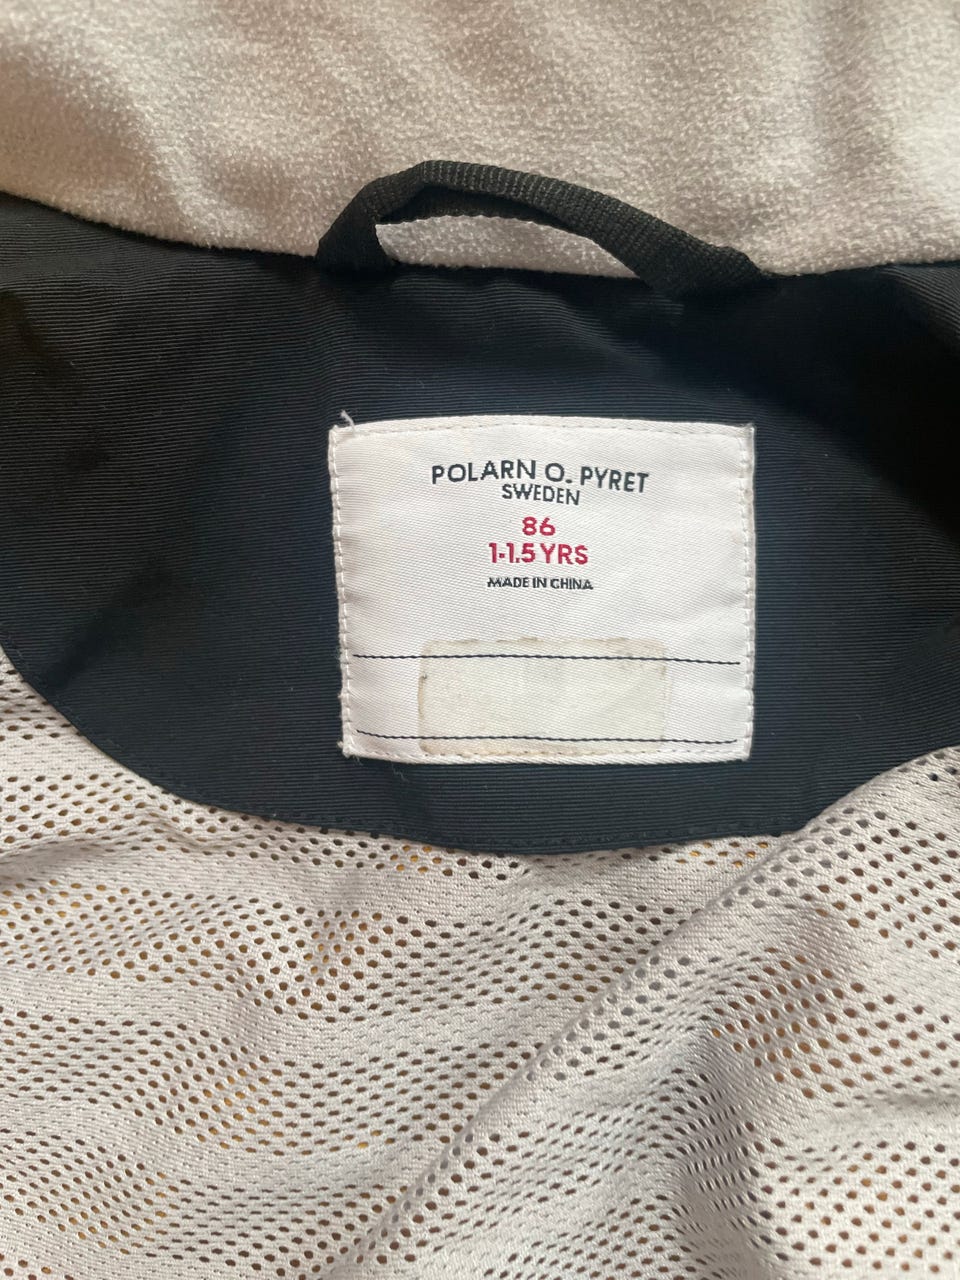 POLARN O. PYRET
SWEDEN
86
1-1.5 YRS
MADE IN CHINA